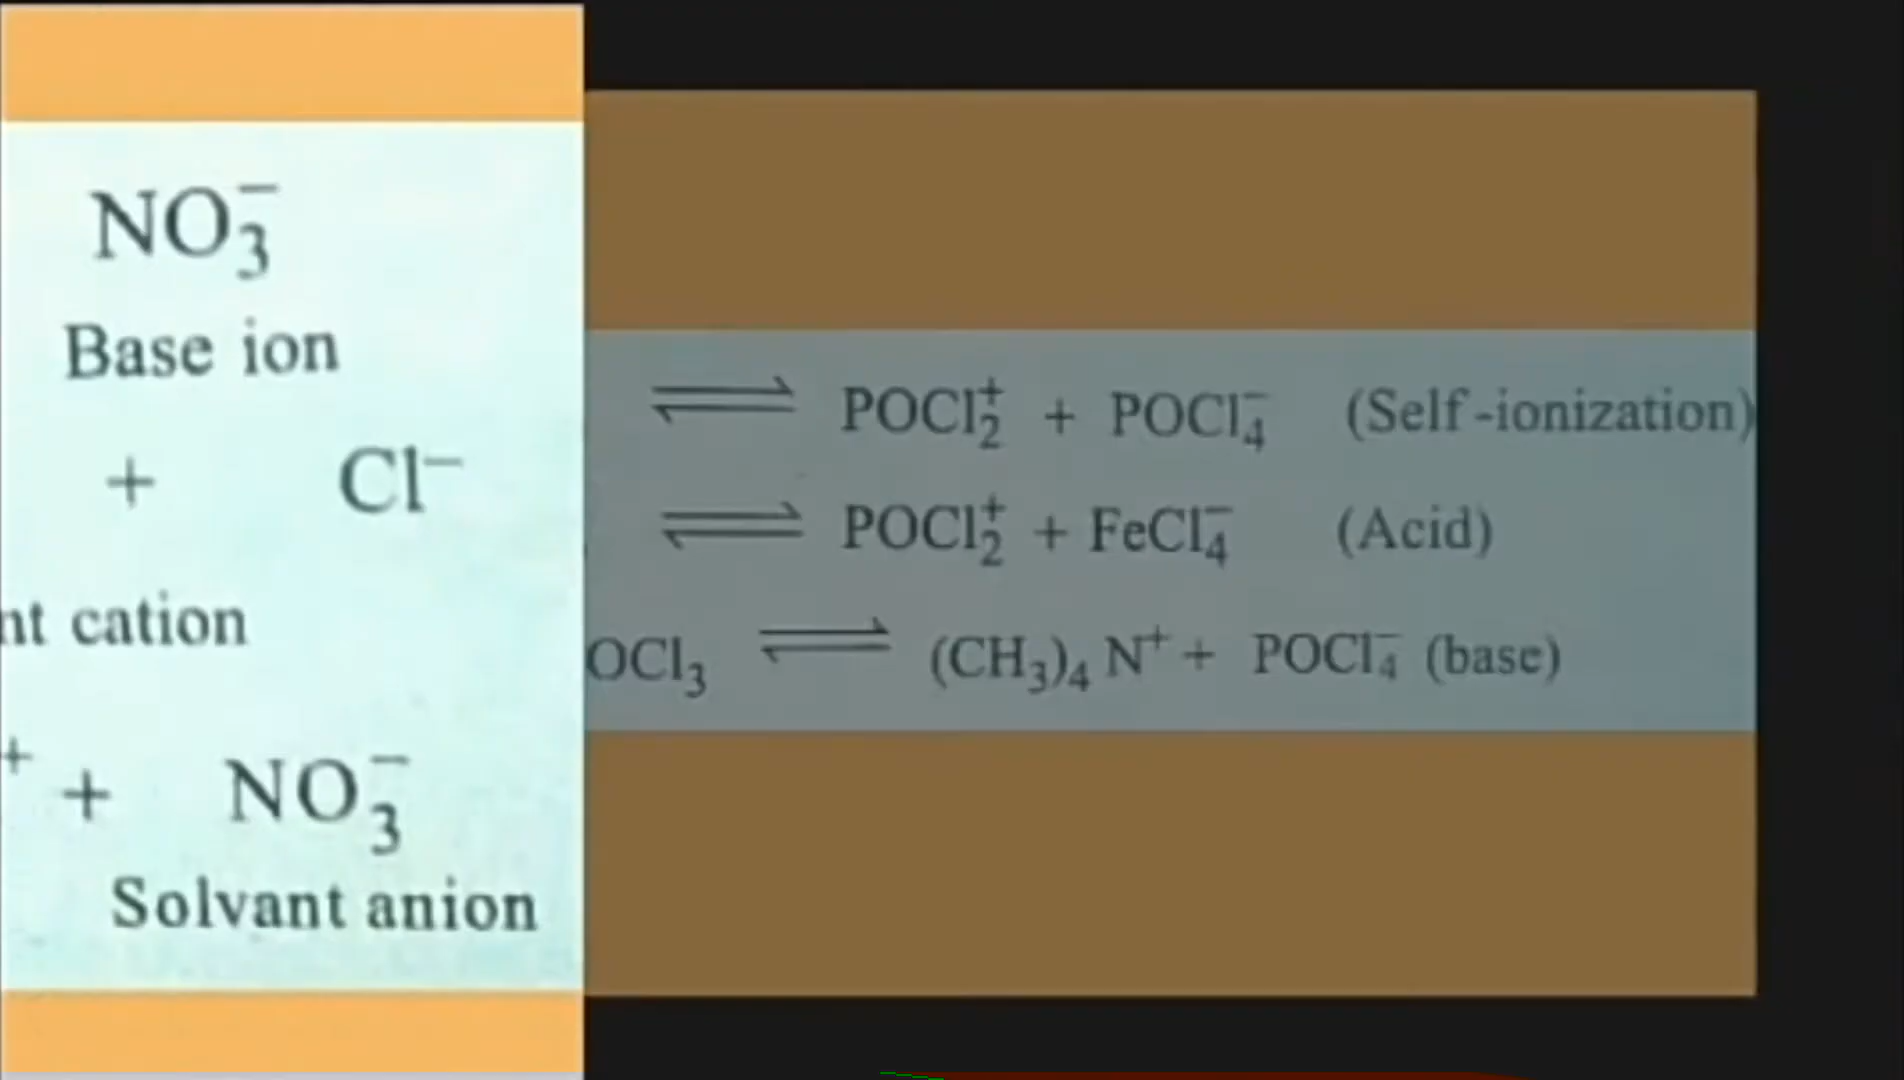 NO₃⁻
Base ion
+ Cl⁻
nt cation
+ + NO₃⁻
Solvant anion
⇌ POCl₂⁺ + POCl₄⁻ (Self-ionization)
⇌ POCl₂⁺ + FeCl₄⁻ (Acid)
OCl₃ ⇌ (CH₃)₄ N⁺ + POCl₄⁻ (base)